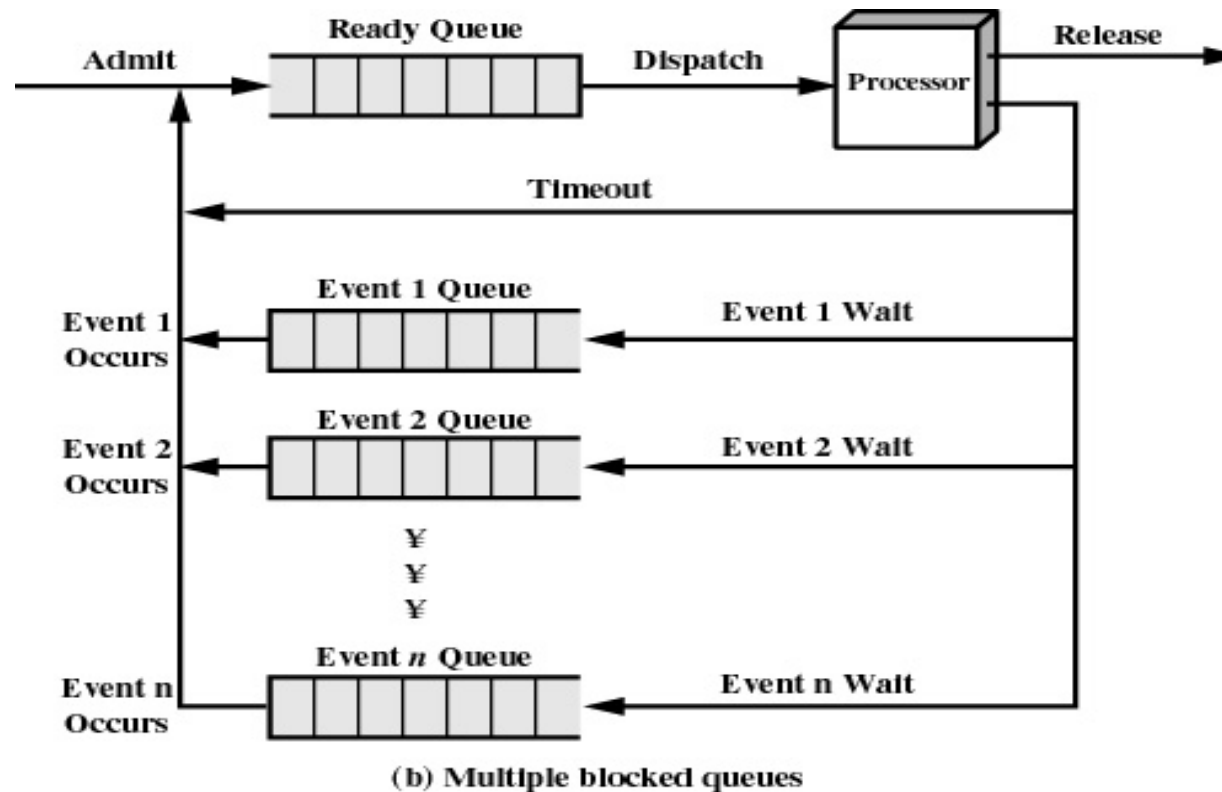 Ready Queue
Admit
Dispatch
Processor
Release
Timeout
Event 1 Queue
Event 1
Occurs
Event 1 Wait
Event 2 Queue
Event 2
Occurs
Event 2 Wait
¥
¥
¥
Event n Queue
Event n
Occurs
Event n Wait
(b) Multiple blocked queues